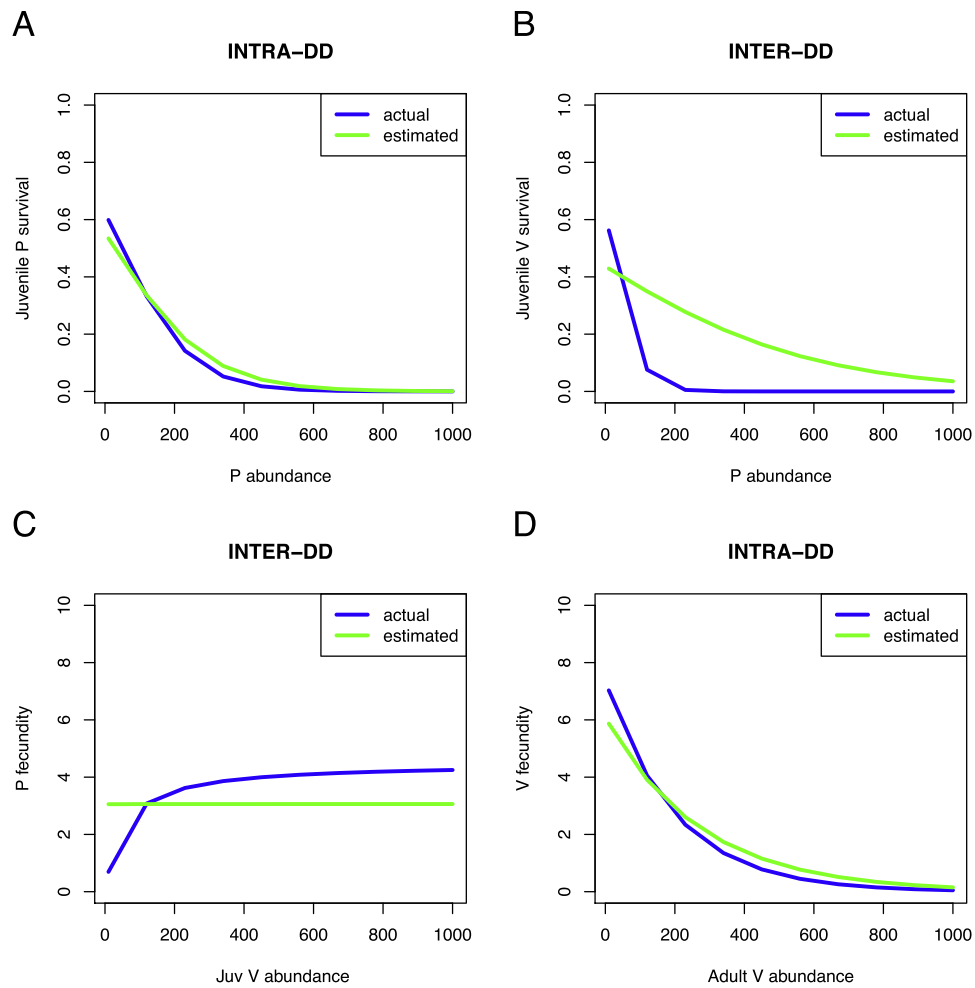 A
INTRA–DD
actual
estimated
Juvenile P survival
0.0 0.2 0.4 0.6 0.8 1.0
0 200 400 600 800 1000
P abundance
B
INTER–DD
actual
estimated
Juvenile V survival
0.0 0.2 0.4 0.6 0.8 1.0
0 200 400 600 800 1000
P abundance
C
INTER–DD
actual
estimated
P fecundity
0 2 4 6 8 10
0 200 400 600 800 1000
Juv V abundance
D
INTRA–DD
actual
estimated
V fecundity
0 2 4 6 8 10
0 200 400 600 800 1000
Adult V abundance